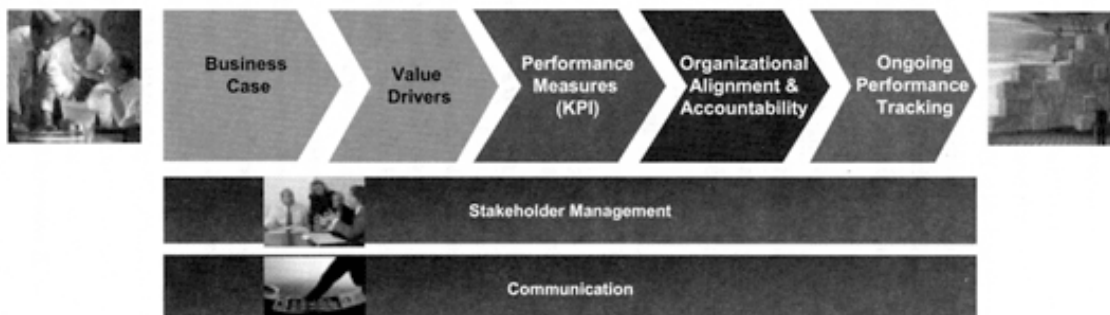 Business
Case
Value
Drivers
Performance
Measures
(KPI)
Organizational
Alignment &
Accountability
Ongoing
Performance
Tracking
Stakeholder Management
Communication